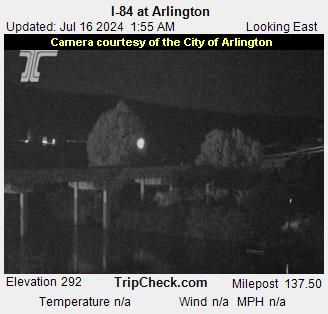 I-84 at Arlington
Updated: Jul 16 2024 1:55 AM Looking East
Camera courtesy of the City of Arlington
Elevation 292 TripCheck.com Milepost 137.50
Temperature n/a Wind n/a MPH n/a